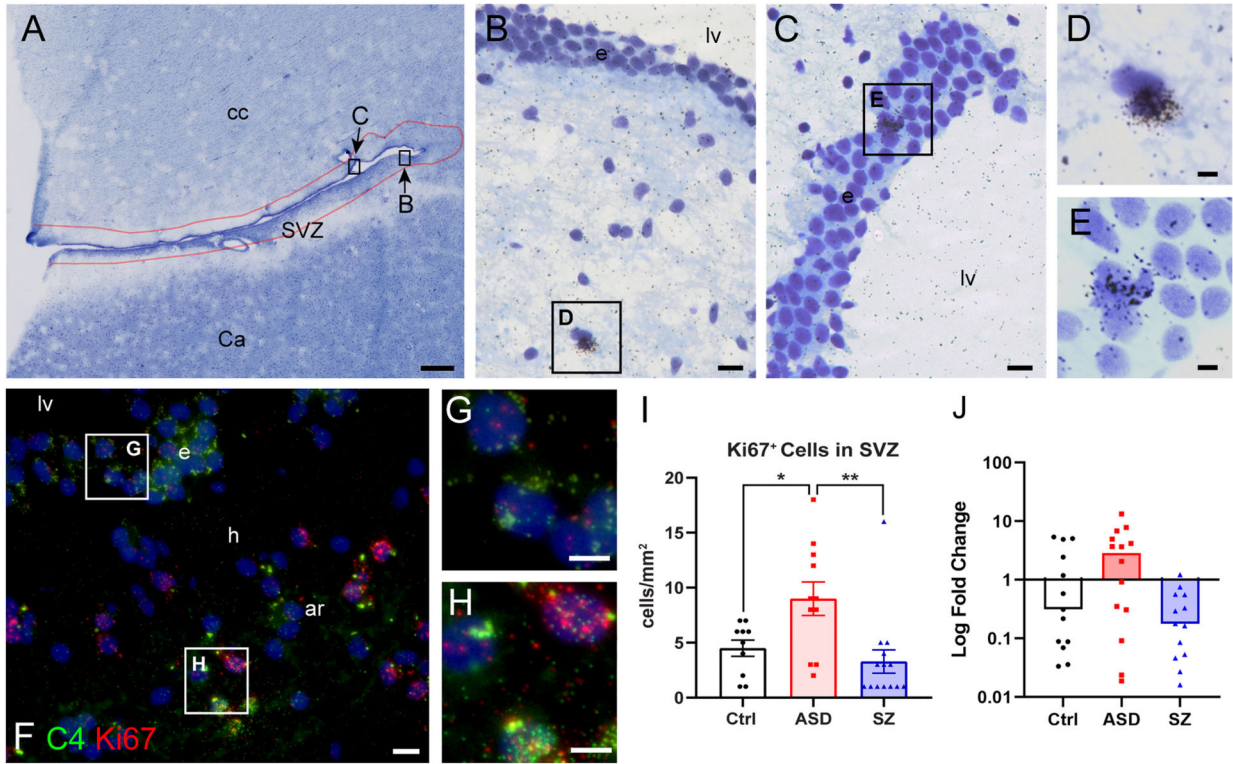 A
cc
C
B
SVZ
Ca
B
lv
e
D
C
E
e
lv
D
E
lv
G
e
h
ar
H
F C4 Ki67
G
H
I
Ki67⁺ Cells in SVZ
* **
20
15
10
5
0
cells/mm²
Ctrl ASD SZ
J
100
10
1
0.1
0.01
Log Fold Change
Ctrl ASD SZ